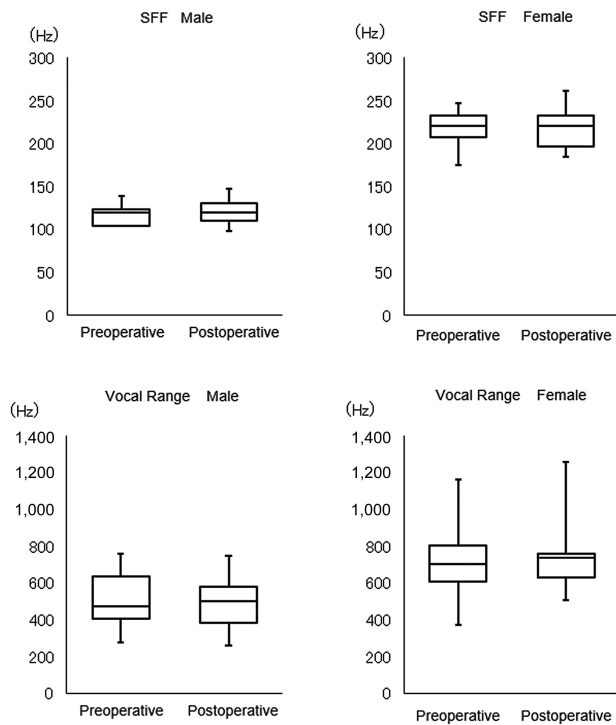 SFF Male
(Hz)
300
250
200
150
100
50
0
Preoperative Postoperative
SFF Female
(Hz)
300
250
200
150
100
50
0
Preoperative Postoperative
Vocal Range Male
(Hz)
1,400
1,200
1,000
800
600
400
200
0
Preoperative Postoperative
Vocal Range Female
(Hz)
1,400
1,200
1,000
800
600
400
200
0
Preoperative Postoperative